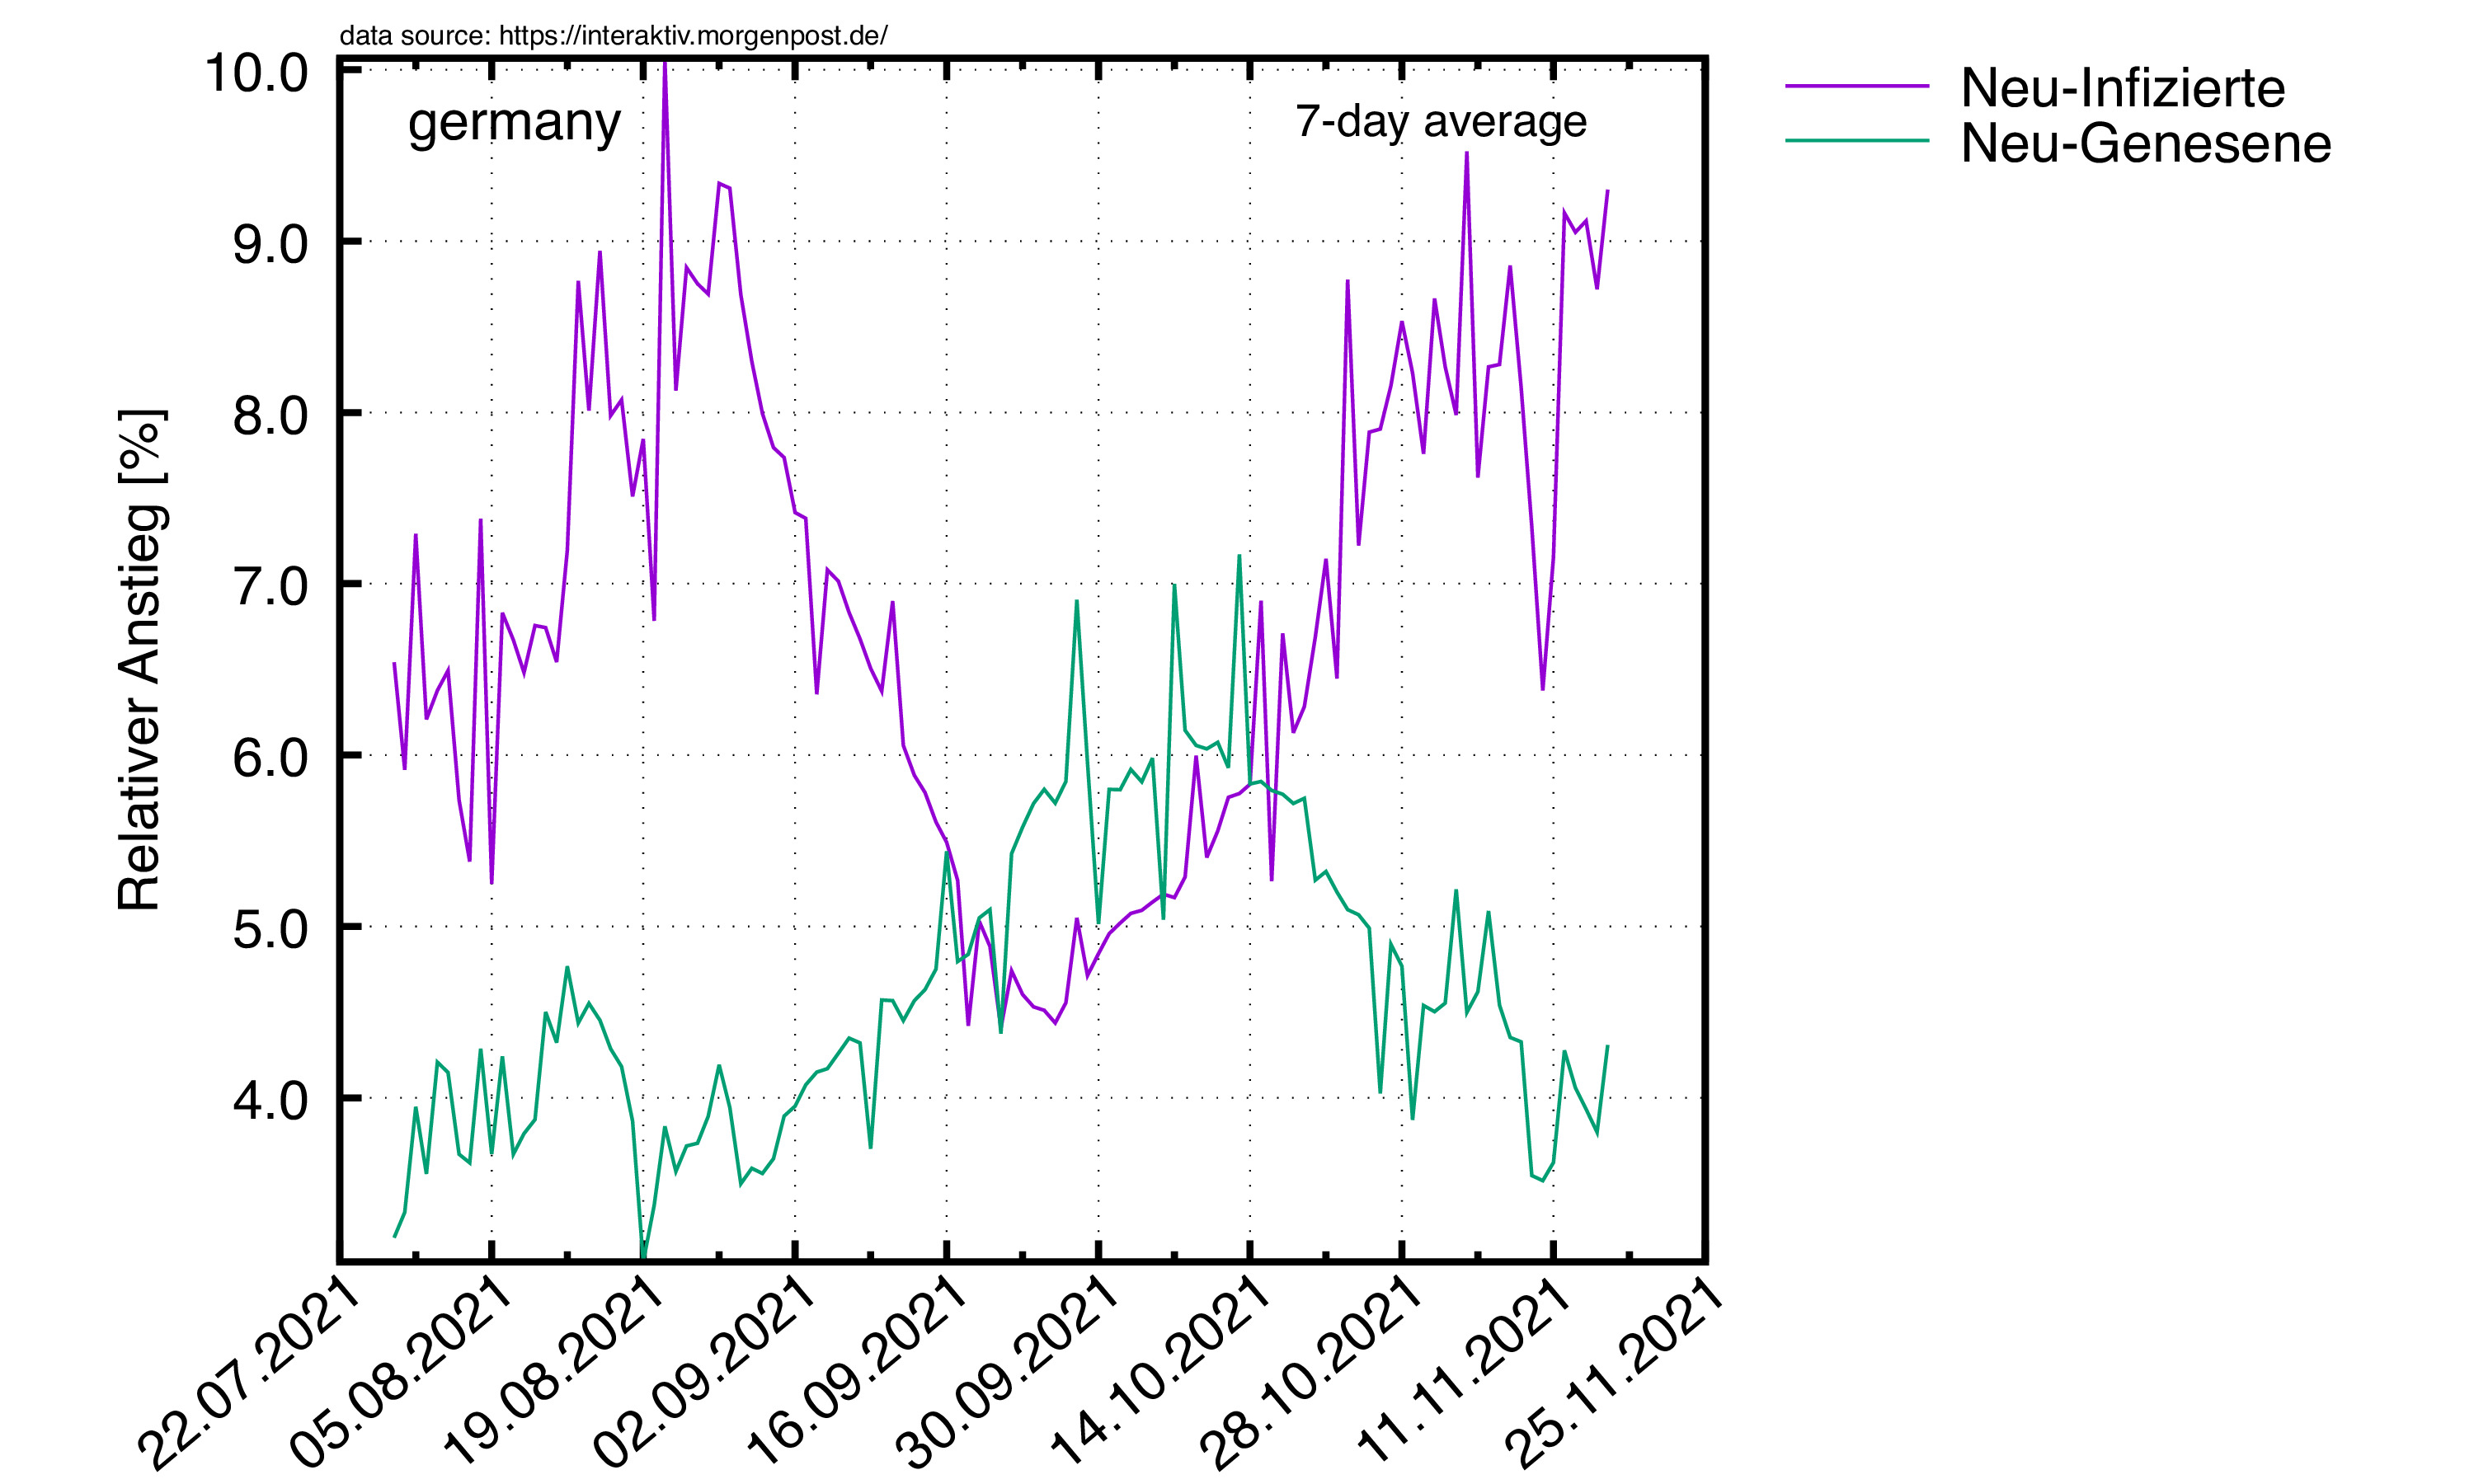 data source: https://interaktiv.morgenpost.de/
germany
7-day average
Neu-Infizierte
Neu-Genesene
Relativer Anstieg [%]
10.0
9.0
8.0
7.0
6.0
5.0
4.0
22.07.2021
05.08.2021
19.08.2021
02.09.2021
16.09.2021
30.09.2021
14.10.2021
28.10.2021
11.11.2021
25.11.2021